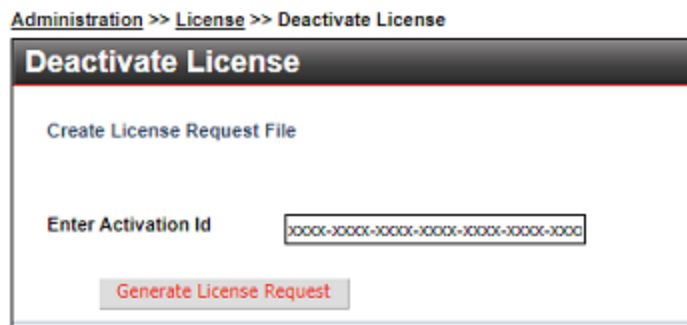 Administration >> License >> Deactivate License
Deactivate License
Create License Request File
Enter Activation Id
xxxx-xxxx-xxxx-xxxx-xxxx-xxxx-xxxx
Generate License Request